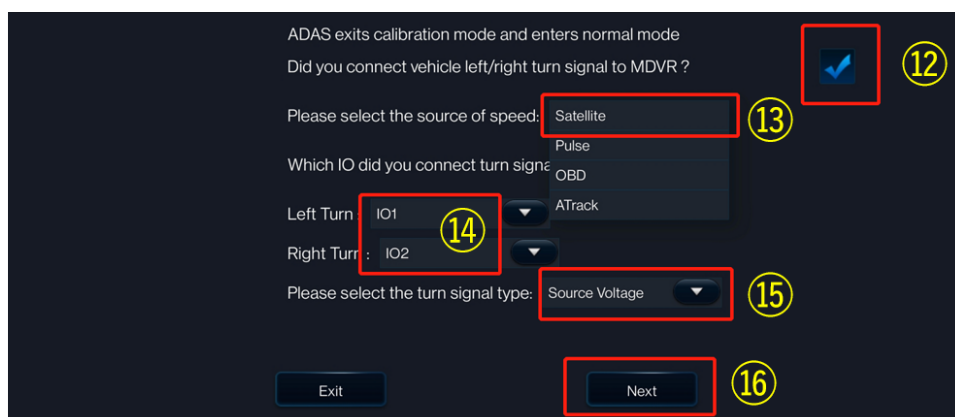 ADAS exits calibration mode and enters normal mode
Did you connect vehicle left/right turn signal to MDVR ?
⑫
Please select the source of speed: Satellite
⑬
Pulse
Which IO did you connect turn signa
OBD
ATrack
Left Turn : IO1
⑭
Right Turn : IO2
Please select the turn signal type: Source Voltage
⑮
Exit Next
⑯